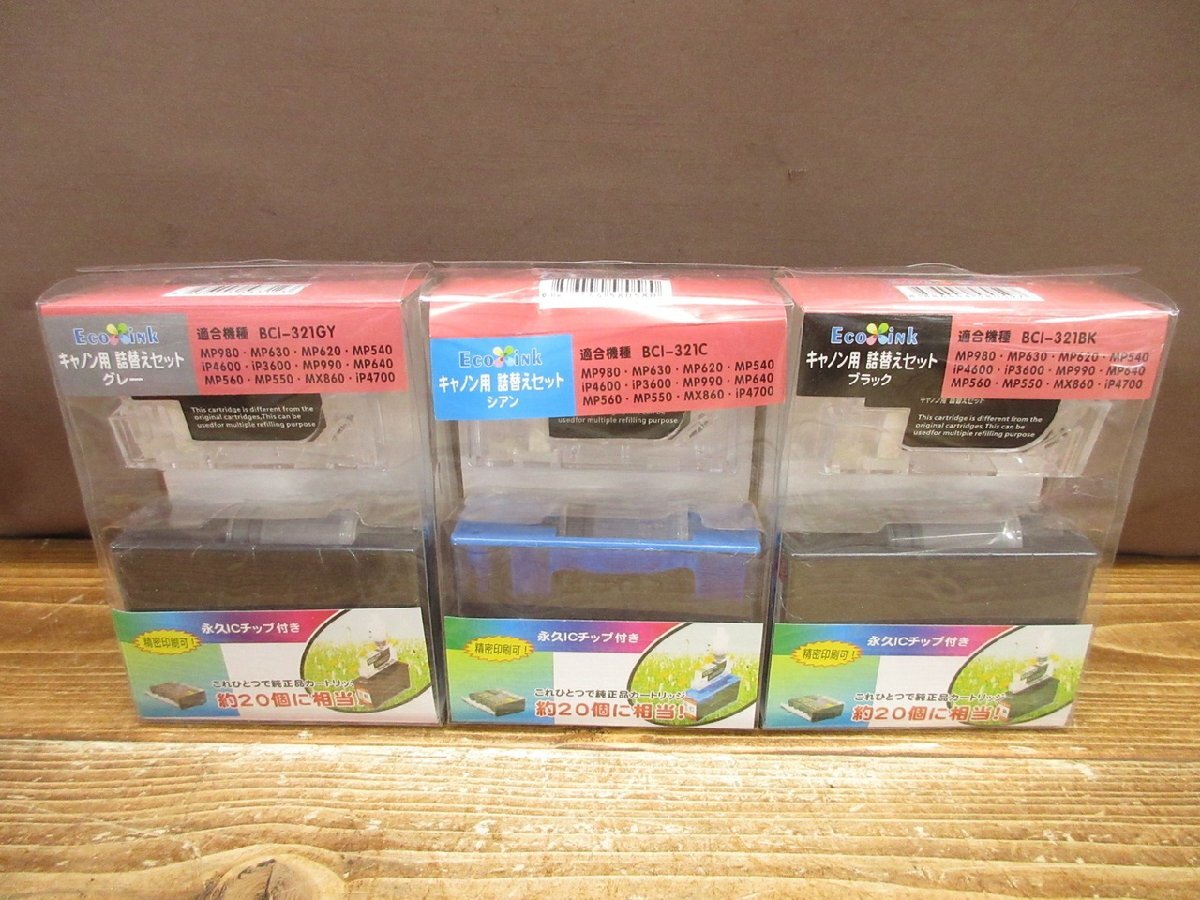 Eco ink
キャノン用 詰替えセット
グレー
適合機種 BCI-321GY
MP980・MP630・MP620・MP540
iP4600・iP3600・MP990・MP640
MP560・MP550・MX860・iP4700
This cartridge is different from the
original cartridges.This can be
usedfor multiple refilling purpose
永久ICチップ付き
精密印刷可!
これひとつで純正品カートリッジ
約20個に相当!
Eco ink
キャノン用 詰替えセット
シアン
適合機種 BCI-321C
MP980・MP630・MP620・MP540
iP4600・iP3600・MP990・MP640
MP560・MP550・MX860・iP4700
usedfor multiple refilling purpose
永久ICチップ付き
精密印刷可!
これひとつで純正品カートリッジ
約20個に相当!
Eco ink
キャノン用 詰替えセット
ブラック
適合機種 BCI-321BK
MP980・MP630・MP620・MP540
iP4600・iP3600・MP990・MP640
MP560・MP550・MX860・iP4700
キャノン用 詰替えセット
This cartridge is different from the
original cartridges.This can be
usedfor multiple refilling purpose
永久ICチップ付き
精密印刷可!
これひとつで純正品カートリッジ
約20個に相当!